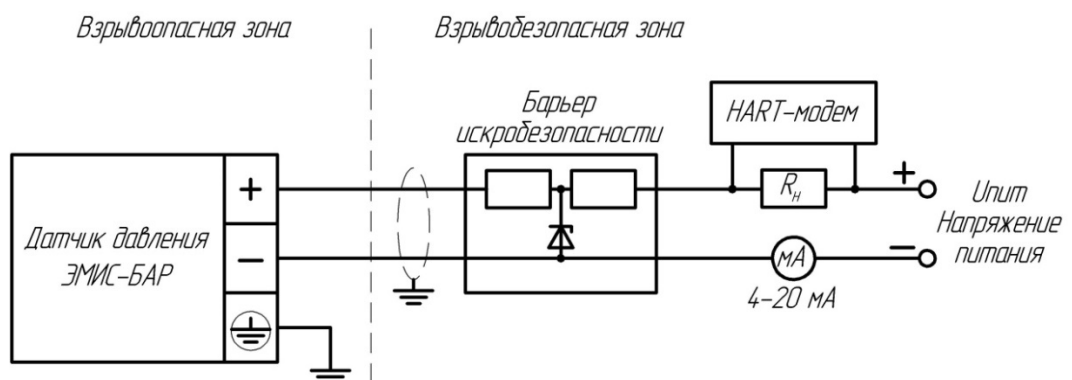 Взрывоопасная зона
Взрывобезопасная зона
Барьер
искробезопасности
HART-модем
Датчик давления
ЭМИС-БАР
+
−
Rн
+
−
мА
4-20 мА
Uпит
Напряжение
питания